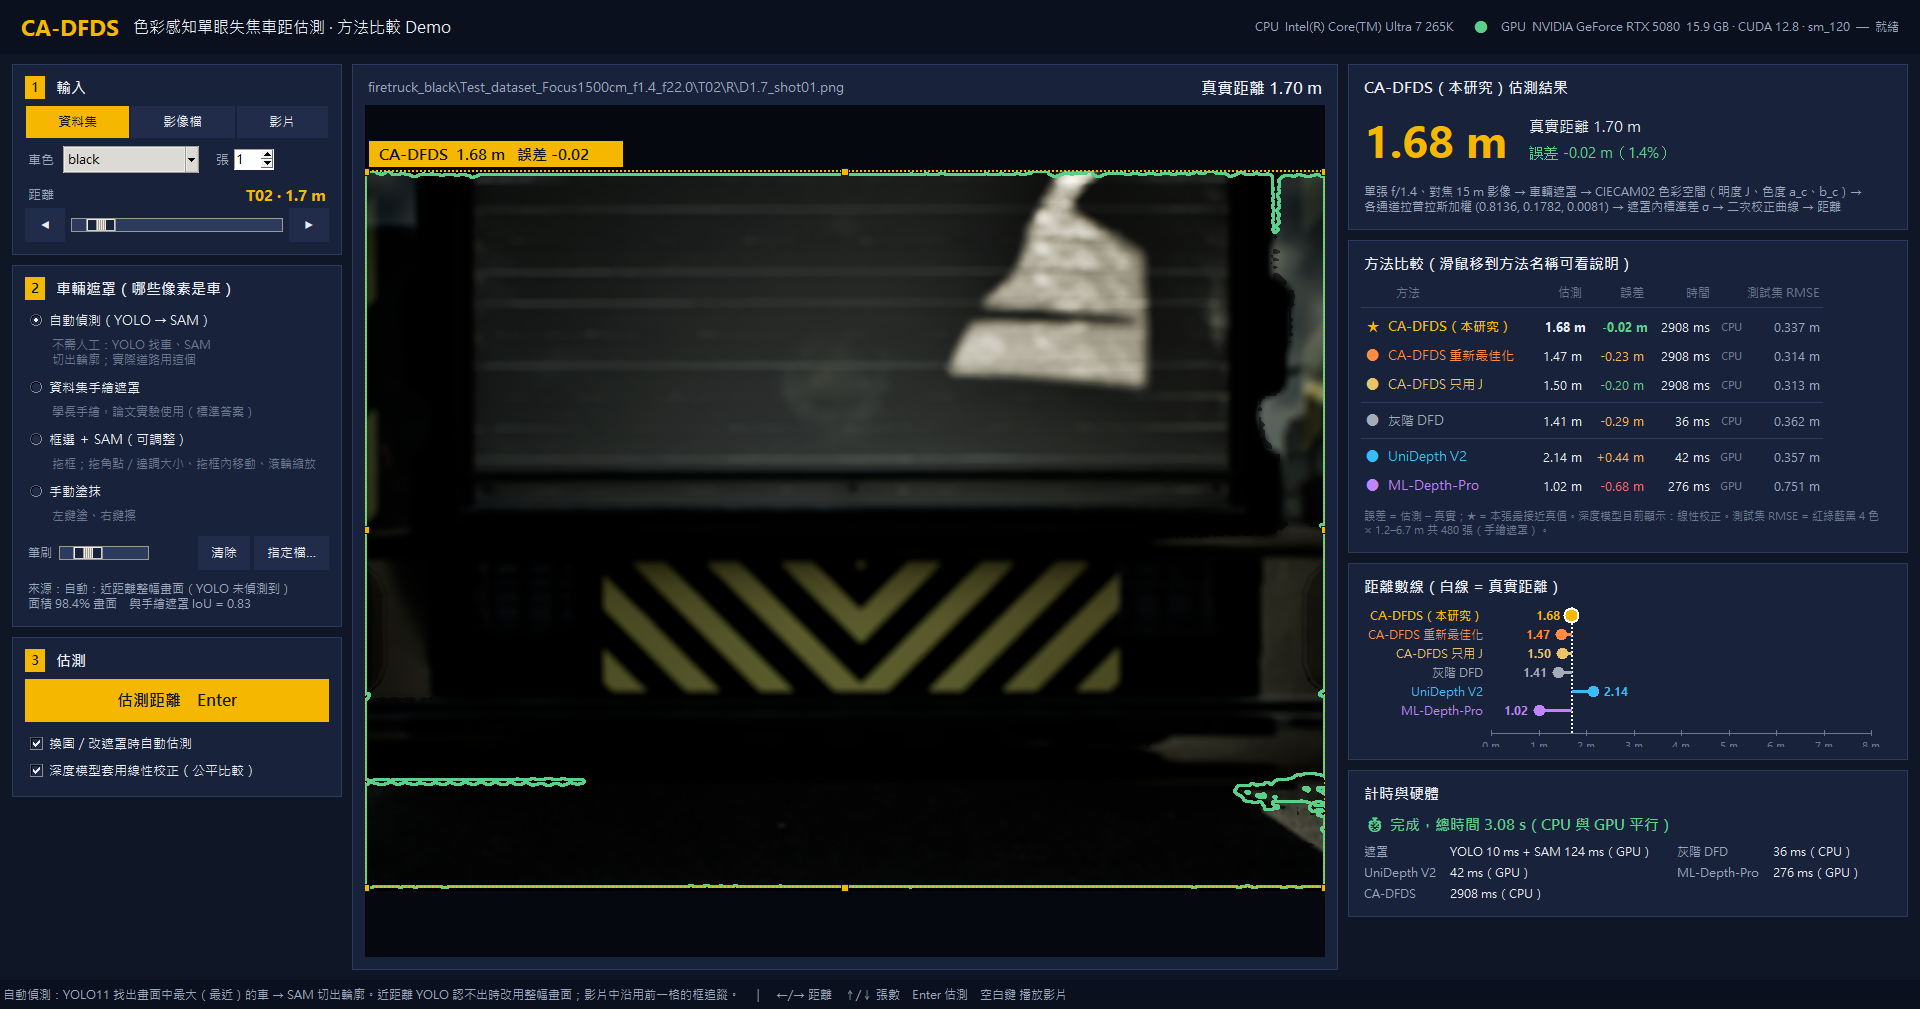 CA-DFDS 色彩感知單眼失焦車距估測 · 方法比較 Demo
CPU Intel(R) Core(TM) Ultra 7 265K GPU NVIDIA GeForce RTX 5080 15.9 GB · CUDA 12.8 · sm_120 — 就緒
1 輸入
資料集 影像檔 影片
車色 black 張 1
距離 T02 · 1.7 m
2 車輛遮罩 ( 哪些像素是車 )
自動偵測 ( YOLO → SAM )
不需人工：YOLO 找車、SAM
切出輪廓；實際道路用這個
資料集手繪遮罩
學長手繪，論文實驗使用 ( 標準答案 )
框選 + SAM ( 可調整 )
拖框；拖角點 / 邊調大小、拖框內移動、滾輪縮放
手動塗抹
左鍵塗、右鍵擦
筆刷 清除 指定檔...
來源：自動：近距離整幅畫面 ( YOLO 未偵測到 )
面積 98.4% 畫面 與手繪遮罩 IoU = 0.83
3 估測
估測距離 Enter
換圖 / 改遮罩時自動估測
深度模型套用線性校正 ( 公平比較 )
firetruck_black\Test_dataset_Focus1500cm_f1.4_f22.0\T02\R\D1.7_shot01.png 真實距離 1.70 m
CA-DFDS 1.68 m 誤差 -0.02
CA-DFDS ( 本研究 ) 估測結果
1.68 m
真實距離 1.70 m
誤差 -0.02 m ( 1.4% )
單張 f/1.4、對焦 15 m 影像 → 車輛遮罩 → CIECAM02 色彩空間 ( 明度 J、色度 a_c、b_c ) →
各通道拉普拉斯加權 (0.8136, 0.1782, 0.0081) → 遮罩內標準差 σ → 二次校正曲線 → 距離
方法比較 ( 滑鼠移到方法名稱可看說明 )
方法 估測 誤差 時間 測試集 RMSE
★ CA-DFDS ( 本研究 ) 1.68 m -0.02 m 2908 ms CPU 0.337 m
CA-DFDS 重新最佳化 1.47 m -0.23 m 2908 ms CPU 0.314 m
CA-DFDS 只用 J 1.50 m -0.20 m 2908 ms CPU 0.313 m
灰階 DFD 1.41 m -0.29 m 36 ms CPU 0.362 m
UniDepth V2 2.14 m +0.44 m 42 ms GPU 0.357 m
ML-Depth-Pro 1.02 m -0.68 m 276 ms GPU 0.751 m
誤差 = 估測 − 真實；★ = 本張最接近真值。深度模型目前顯示：線性校正。測試集 RMSE = 紅綠藍黑 4 色
× 1.2–6.7 m 共 480 張 ( 手繪遮罩 )。
距離數線 ( 白線 = 真實距離 )
CA-DFDS ( 本研究 ) 1.68
CA-DFDS 重新最佳化 1.47
CA-DFDS 只用 J 1.50
灰階 DFD 1.41
UniDepth V2 2.14
ML-Depth-Pro 1.02
0 m 1 m 2 m 3 m 4 m 5 m 6 m 7 m 8 m
計時與硬體
完成，總時間 3.08 s ( CPU 與 GPU 平行 )
遮罩 YOLO 10 ms + SAM 124 ms ( GPU ) 灰階 DFD 36 ms ( CPU )
UniDepth V2 42 ms ( GPU ) ML-Depth-Pro 276 ms ( GPU )
CA-DFDS 2908 ms ( CPU )
自動偵測：YOLO11 找出畫面中最大 ( 最近 ) 的車 → SAM 切出輪廓。近距離 YOLO 認不出時改用整幅畫面；影片中沿用前一格的框追蹤。 | ←/→ 距離 ↑/↓ 張數 Enter 估測 空白鍵 播放影片